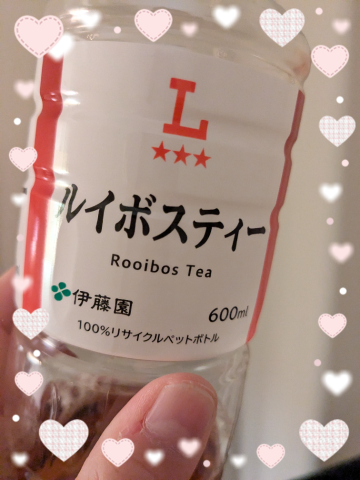 L
★★★
ルイボスティー
Rooibos Tea
伊藤園
600ml
100%リサイクルペットボトル